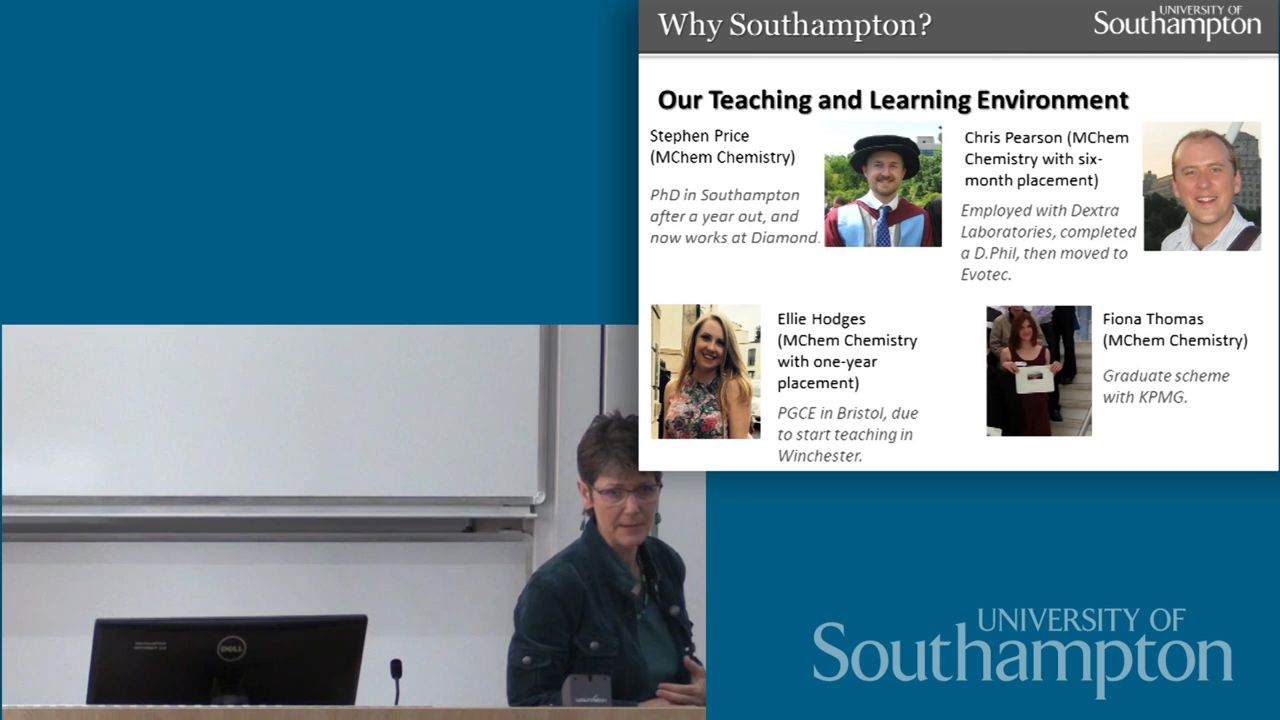 Why Southampton?
UNIVERSITY OF
Southampton
Our Teaching and Learning Environment
Stephen Price
(MChem Chemistry)
PhD in Southampton
after a year out, and
now works at Diamond.
Chris Pearson (MChem
Chemistry with six-
month placement)
Employed with Dextra
Laboratories, completed
a D.Phil, then moved to
Evotec.
Ellie Hodges
(MChem Chemistry
with one-year
placement)
PGCE in Bristol, due
to start teaching in
Winchester.
Fiona Thomas
(MChem Chemistry)
Graduate scheme
with KPMG.
DELL
UNIVERSITY OF
Southampton